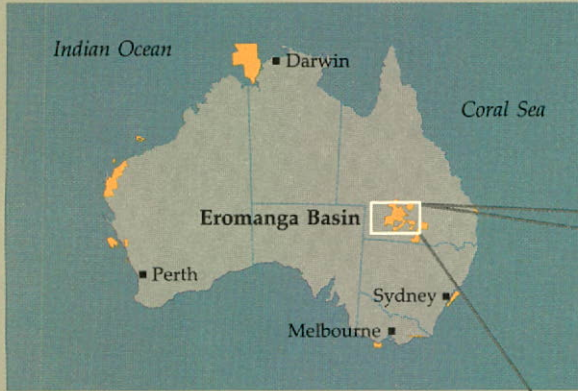 Indian Ocean
Darwin
Coral Sea
Eromanga Basin
Perth
Sydney
Melbourne